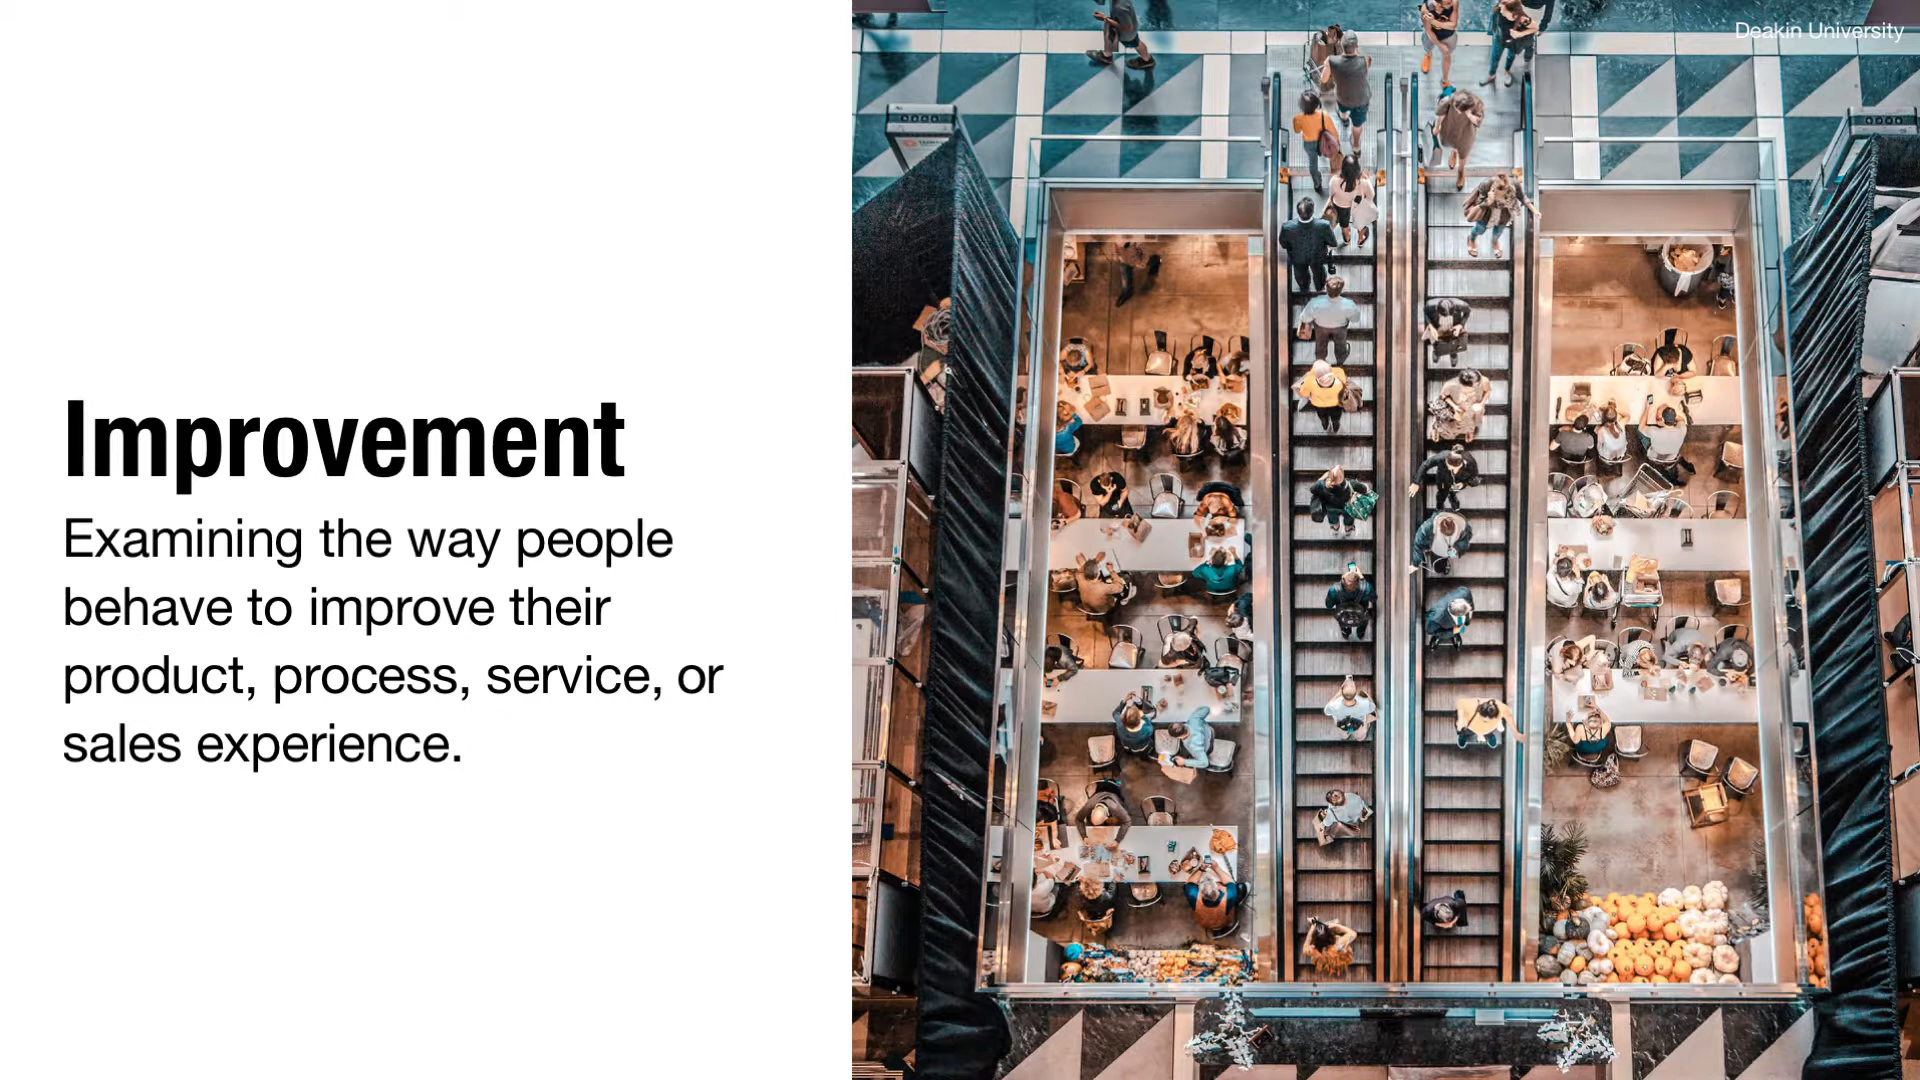 Deakin University
Improvement
Examining the way people
behave to improve their
product, process, service, or
sales experience.